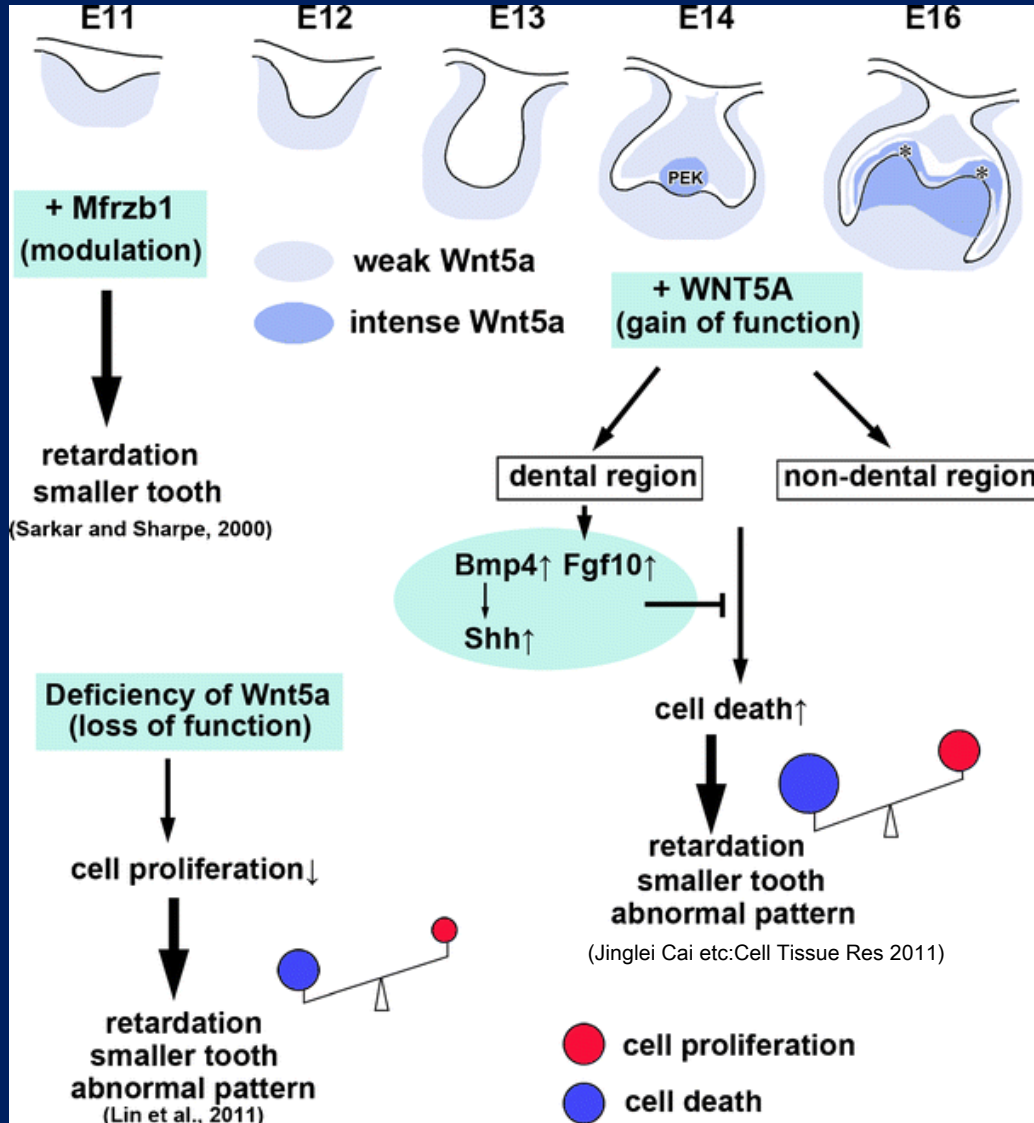 E11 E12 E13 E14 E16
PEK
*
*
+ Mfrzb1
(modulation)
weak Wnt5a
intense Wnt5a
+ WNT5A
(gain of function)
retardation
smaller tooth
(Sarkar and Sharpe, 2000)
dental region
non-dental region
Bmp4↑ Fgf10↑
Shh↑
Deficiency of Wnt5a
(loss of function)
cell death↑
cell proliferation↓
retardation
smaller tooth
abnormal pattern
(Jinglei Cai etc:Cell Tissue Res 2011)
retardation
smaller tooth
abnormal pattern
(Lin et al., 2011)
cell proliferation
cell death